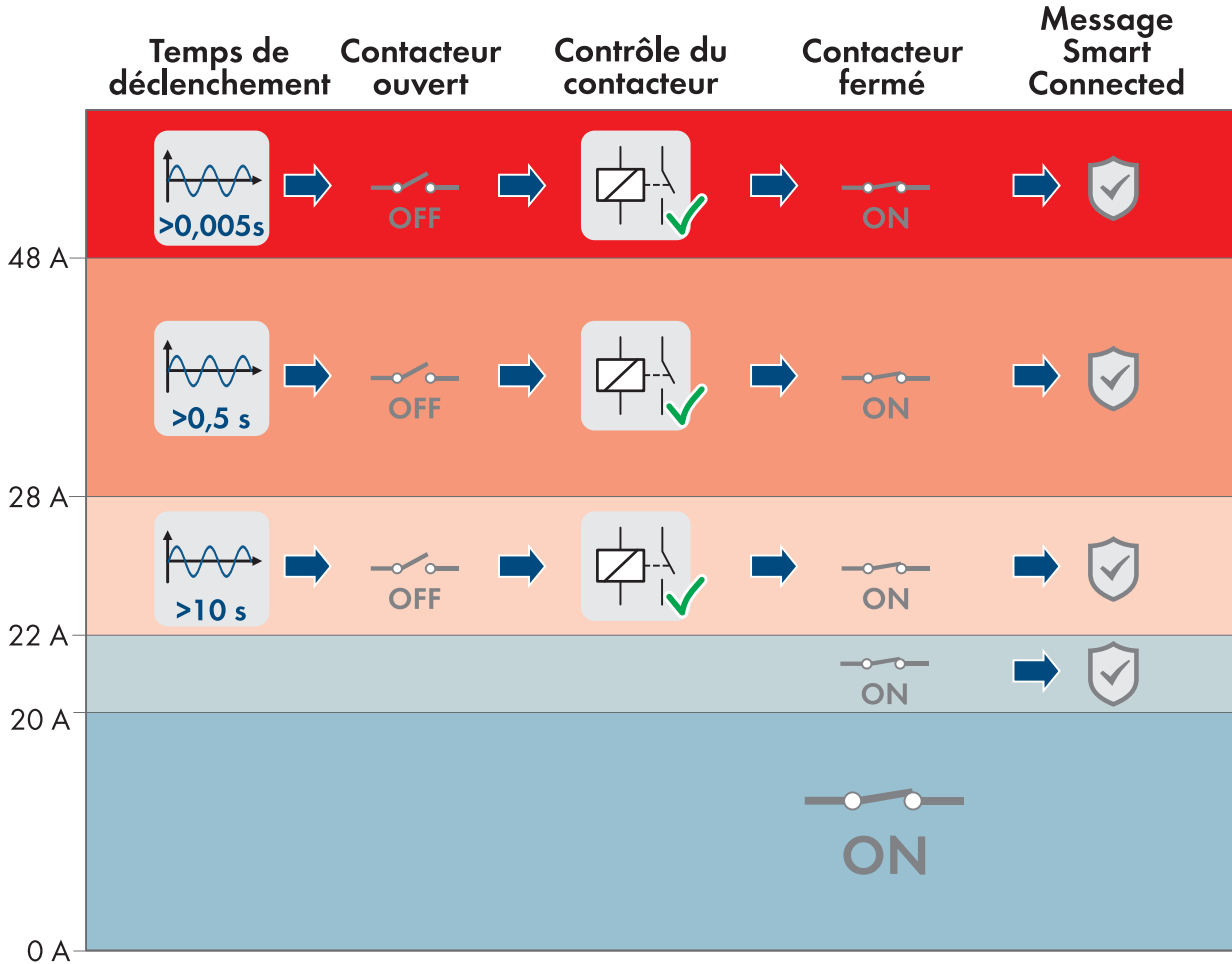 Temps de
déclenchement
Contacteur
ouvert
Contrôle du
contacteur
Contacteur
fermé
Message
Smart
Connected
>0,005s
OFF
ON
48 A
>0,5 s
OFF
ON
28 A
>10 s
OFF
ON
22 A
ON
20 A
ON
0 A